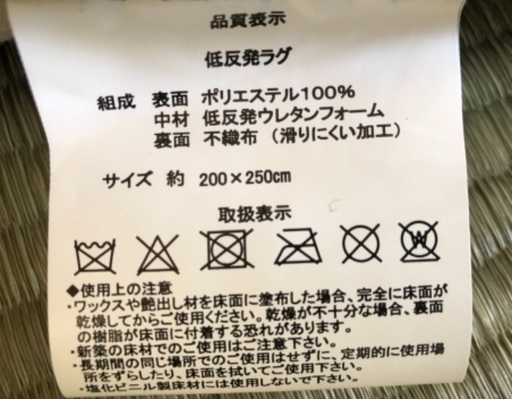 品質表示
低反発ラグ
組成 表面 ポリエステル100%
中材 低反発ウレタンフォーム
裏面 不織布 (滑りにくい加工)
サイズ 約 200×250cm
取扱表示
W
◆使用上の注意
・ワックスや艶出し材を床面に塗布した場合、完全に床面が
乾燥してからご使用ください。乾燥が不十分な場合、裏面
の樹脂が床面に付着する恐れがあります。
・新築の床材でのご使用はご注意下さい。
・長期間の同じ場所でのご使用はせずに、定期的に使用場
所をずらしたり、床面を拭いてご使用下さい。
・塩化ビニル製床材には使用しないで下さい。